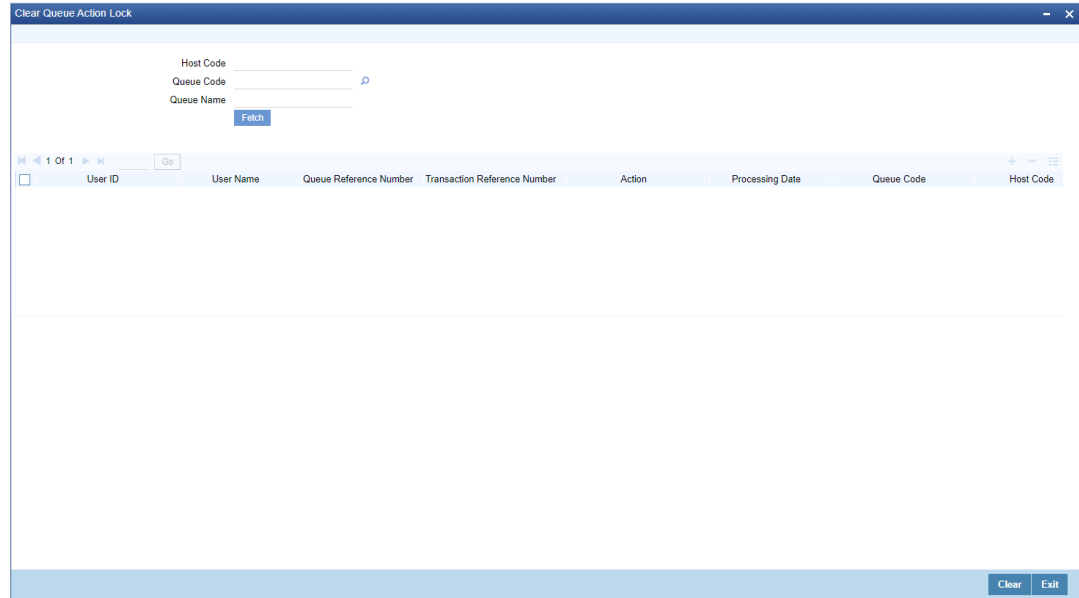 Clear Queue Action Lock
Host Code
Queue Code
Queue Name
Fetch
1 Of 1 Go
User ID User Name Queue Reference Number Transaction Reference Number Action Processing Date Queue Code Host Code
Clear Exit